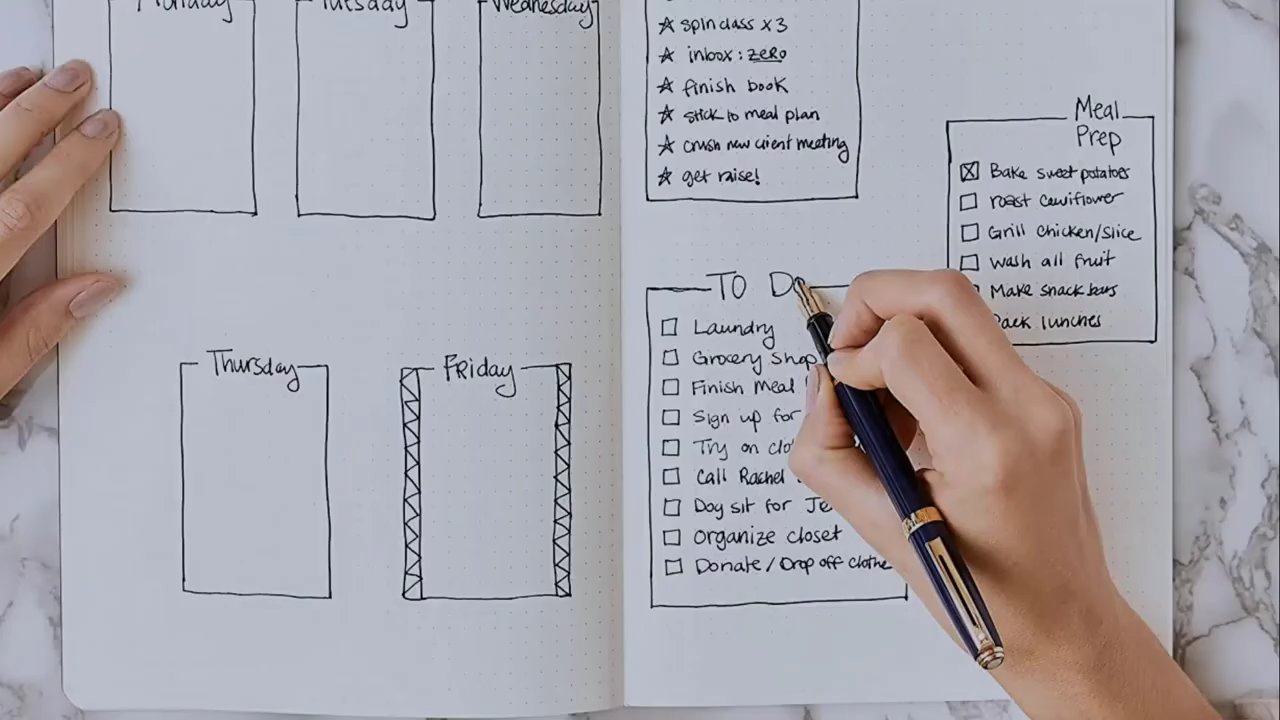 Monday
Tuesday
Wednesday
Thursday
Friday
spin class x 3
inbox: zero
finish book
stick to meal plan
crush new client meeting
get raise!
TO DO
Laundry
Grocery shop
Finish Meal
Sign up for
Try on
Call Rachel
Dog sit for
Organize closet
Donate / Drop off clothe
Meal
Prep
Bake sweet potatoes
roast cauliflower
Grill chicken/slice
wash all fruit
Make snack bars
Pack lunches